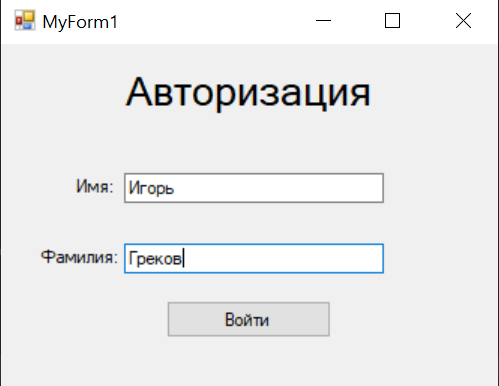 MyForm1
Авторизация
Имя: Игорь
Фамилия: Греков
Войти